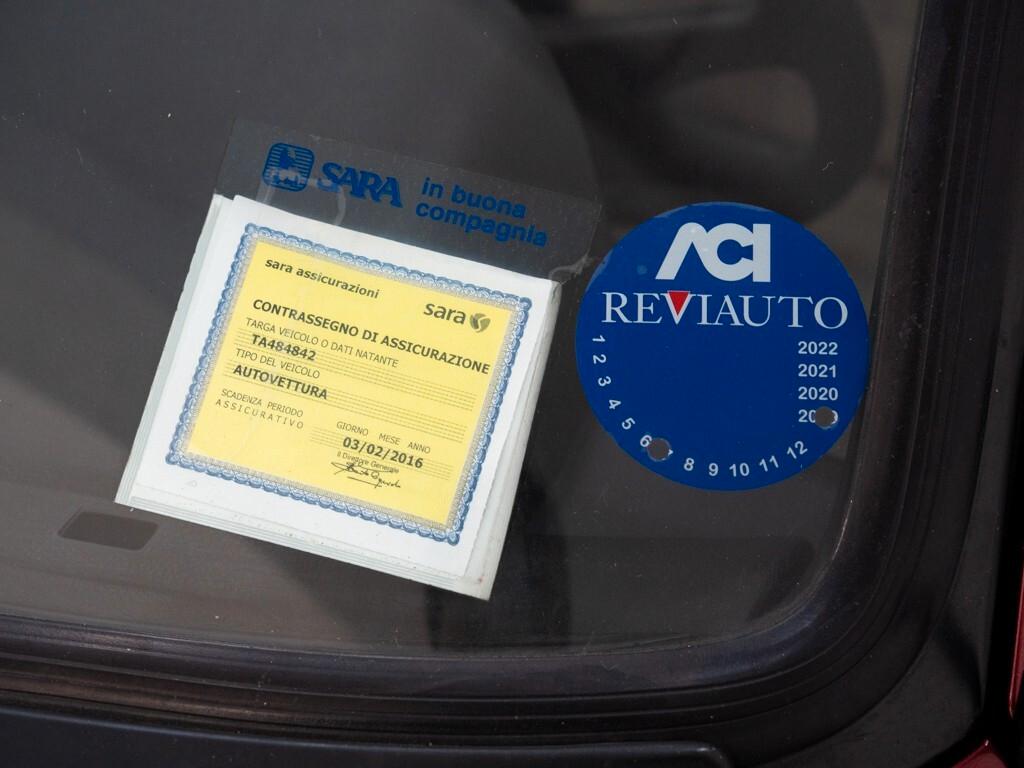 SARA
in buona
compagnia
sara assicurazioni
sara
CONTRASSEGNO DI ASSICURAZIONE
TARGA VEICOLO O DATI NATANTE
TA484842
TIPO DEL VEICOLO
AUTOVETTURA
SCADENZA PERIODO
ASSICURATIVO
GIORNO MESE ANNO
03/02/2016
Il Direttore Generale
ACI
REVIAUTO
2022
2021
2020
1 2 3 4 5 6 7 8 9 10 11 12